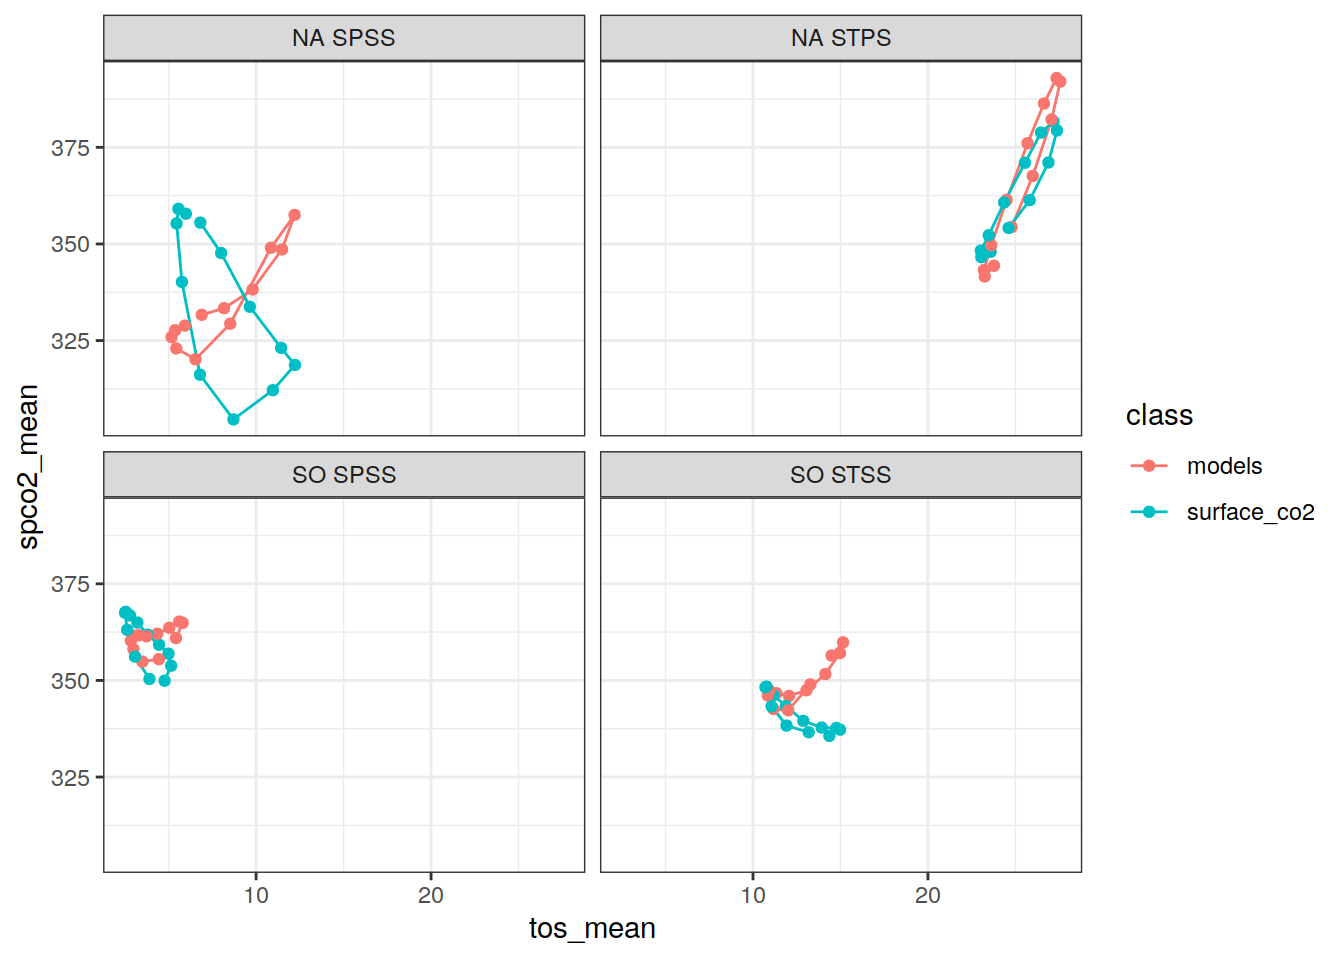 NA SPSS
NA STPS
375
350
325
SO SPSS
SO STSS
375
350
325
10
20
10
20
tos_mean
spco2_mean
class
models
surface_co2